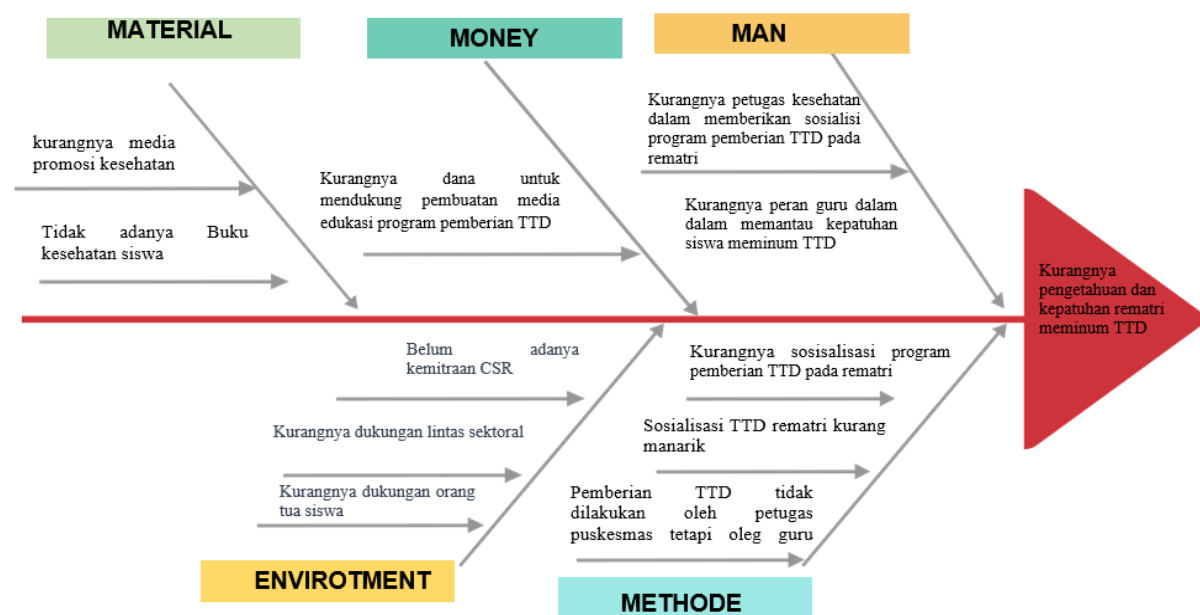 MATERIAL
MONEY
MAN
kurangnya media
promosi kesehatan
Tidak adanya Buku
kesehatan siswa
Kurangnya dana untuk
mendukung pembuatan media
edukasi program pemberian TTD
Kurangnya petugas kesehatan
dalam memberikan sosialisi
program pemberian TTD pada
rematri
Kurangnya peran guru dalam
dalam memantau kepatuhan
siswa meminum TTD
Kurangnya
pengetahuan dan
kepatuhan rematri
meminum TTD
Belum adanya
kemitraan CSR
Kurangnya dukungan lintas sektoral
Kurangnya dukungan orang
tua siswa
Kurangnya sosisalisasi program
pemberian TTD pada rematri
Sosialisasi TTD rematri kurang
manarik
Pemberian TTD tidak
dilakukan oleh petugas
puskesmas tetapi oleg guru
ENVIROTMENT
METHODE